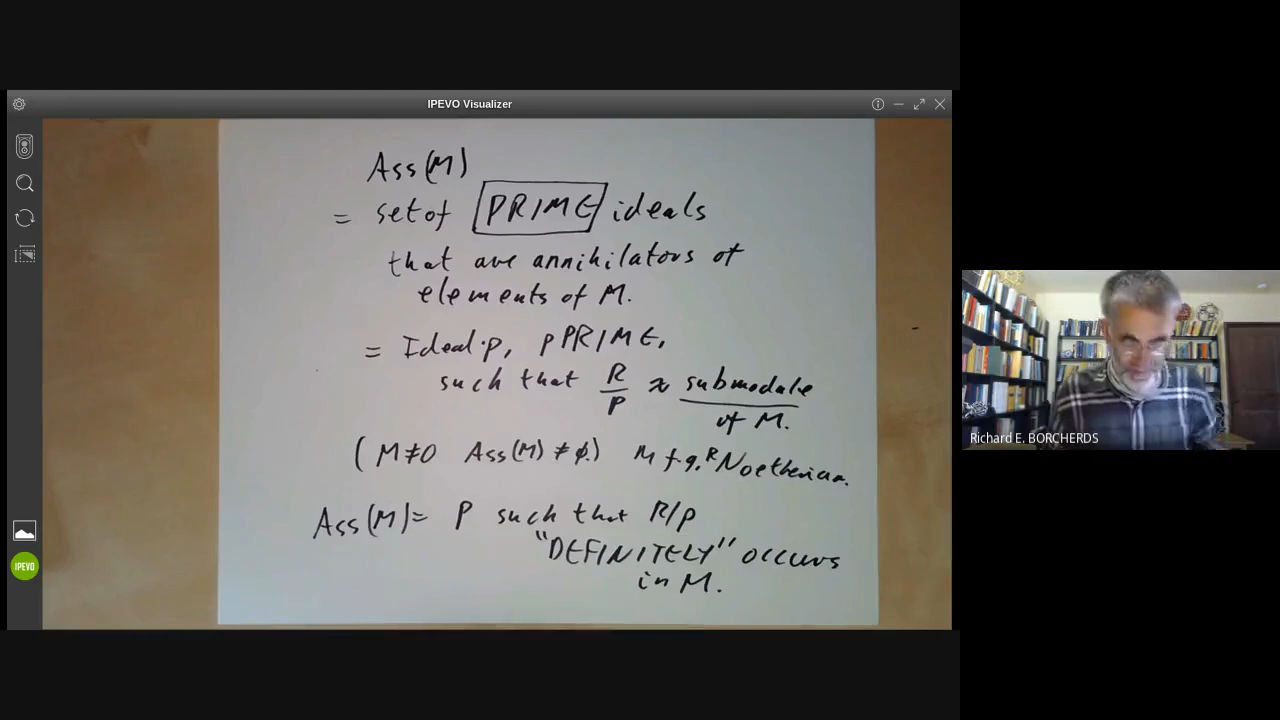 IPEVO Visualizer
Ass(M)
= set of PRIME ideals
that are annihilators of
elements of M.
= Ideal p, p PRIME,
such that R/p ≈ submodule
of M.
( M≠0 Ass(M) ≠ ∅.) M f.g. R Noetherian.
Ass(M)= P such that R/p
"DEFINITELY" occurs
in M.
IPEVO
Richard E. BORCHERDS